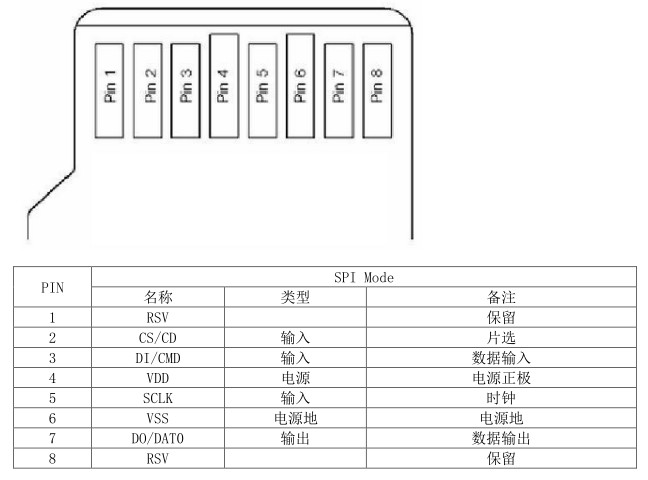 Pin 1 Pin 2 Pin 3 Pin 4 Pin 5 Pin 6 Pin 7 Pin 8
PIN SPI Mode
名称 类型 备注
1 RSV 保留
2 CS/CD 输入 片选
3 DI/CMD 输入 数据输入
4 VDD 电源 电源正极
5 SCLK 输入 时钟
6 VSS 电源地 电源地
7 DO/DAT0 输出 数据输出
8 RSV 保留